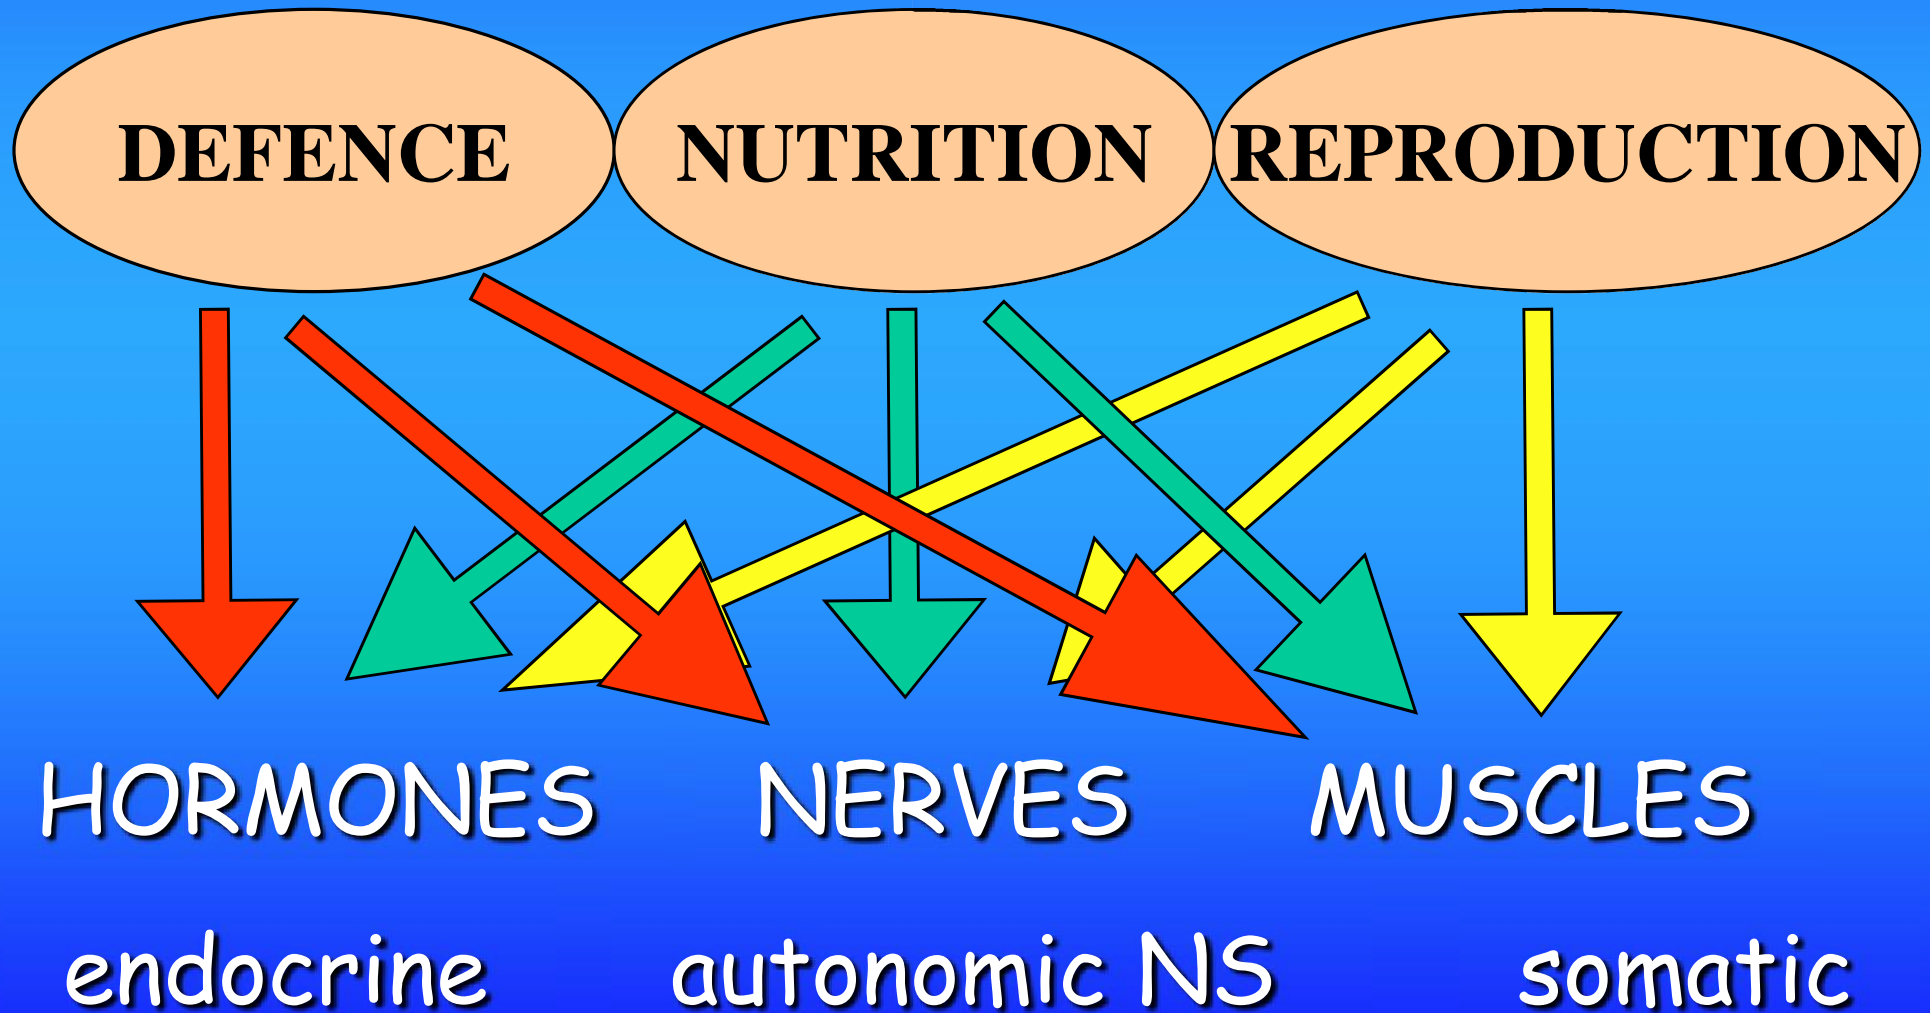 DEFENCE NUTRITION REPRODUCTION
HORMONES NERVES MUSCLES
endocrine autonomic NS somatic